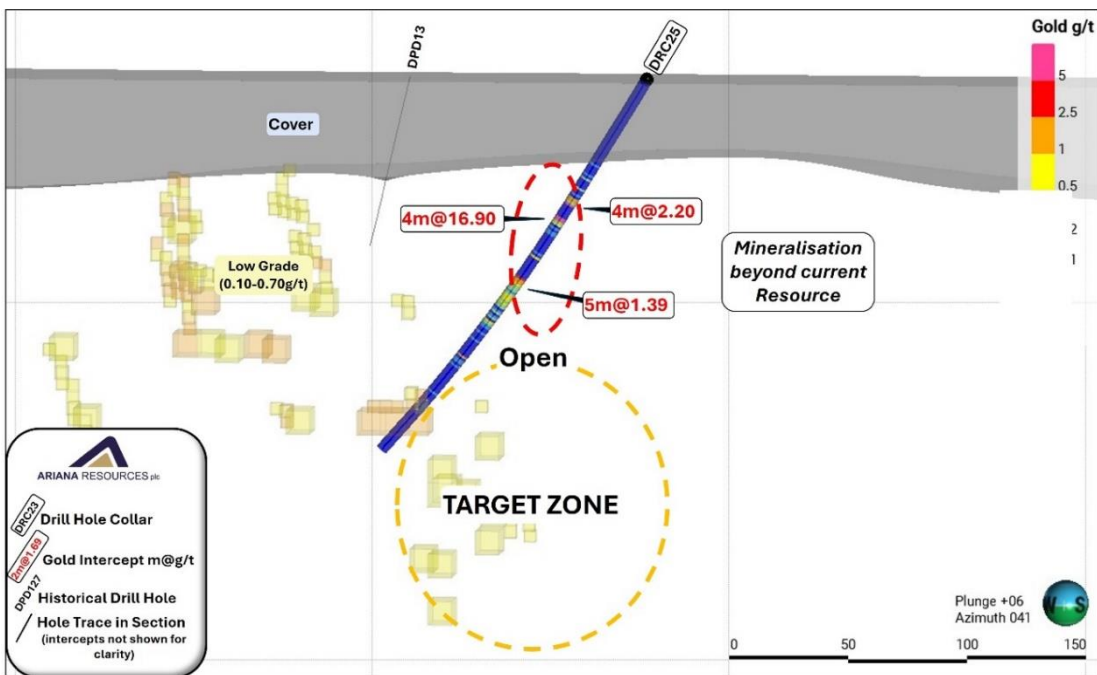 Gold g/t
5
2.5
1
0.5
2
1
DPD13
DRC25
Cover
4m@16.90
4m@2.20
Low Grade
(0.10-0.70g/t)
Mineralisation
beyond current
Resource
5m@1.39
Open
TARGET ZONE
ARIANA RESOURCES plc
DRC23
Drill Hole Collar
2m@1.69
Gold Intercept m@g/t
DPD127
Historical Drill Hole
Hole Trace in Section
(intercepts not shown for
clarity)
Plunge +06
Azimuth 041
W S
0 50 100 150